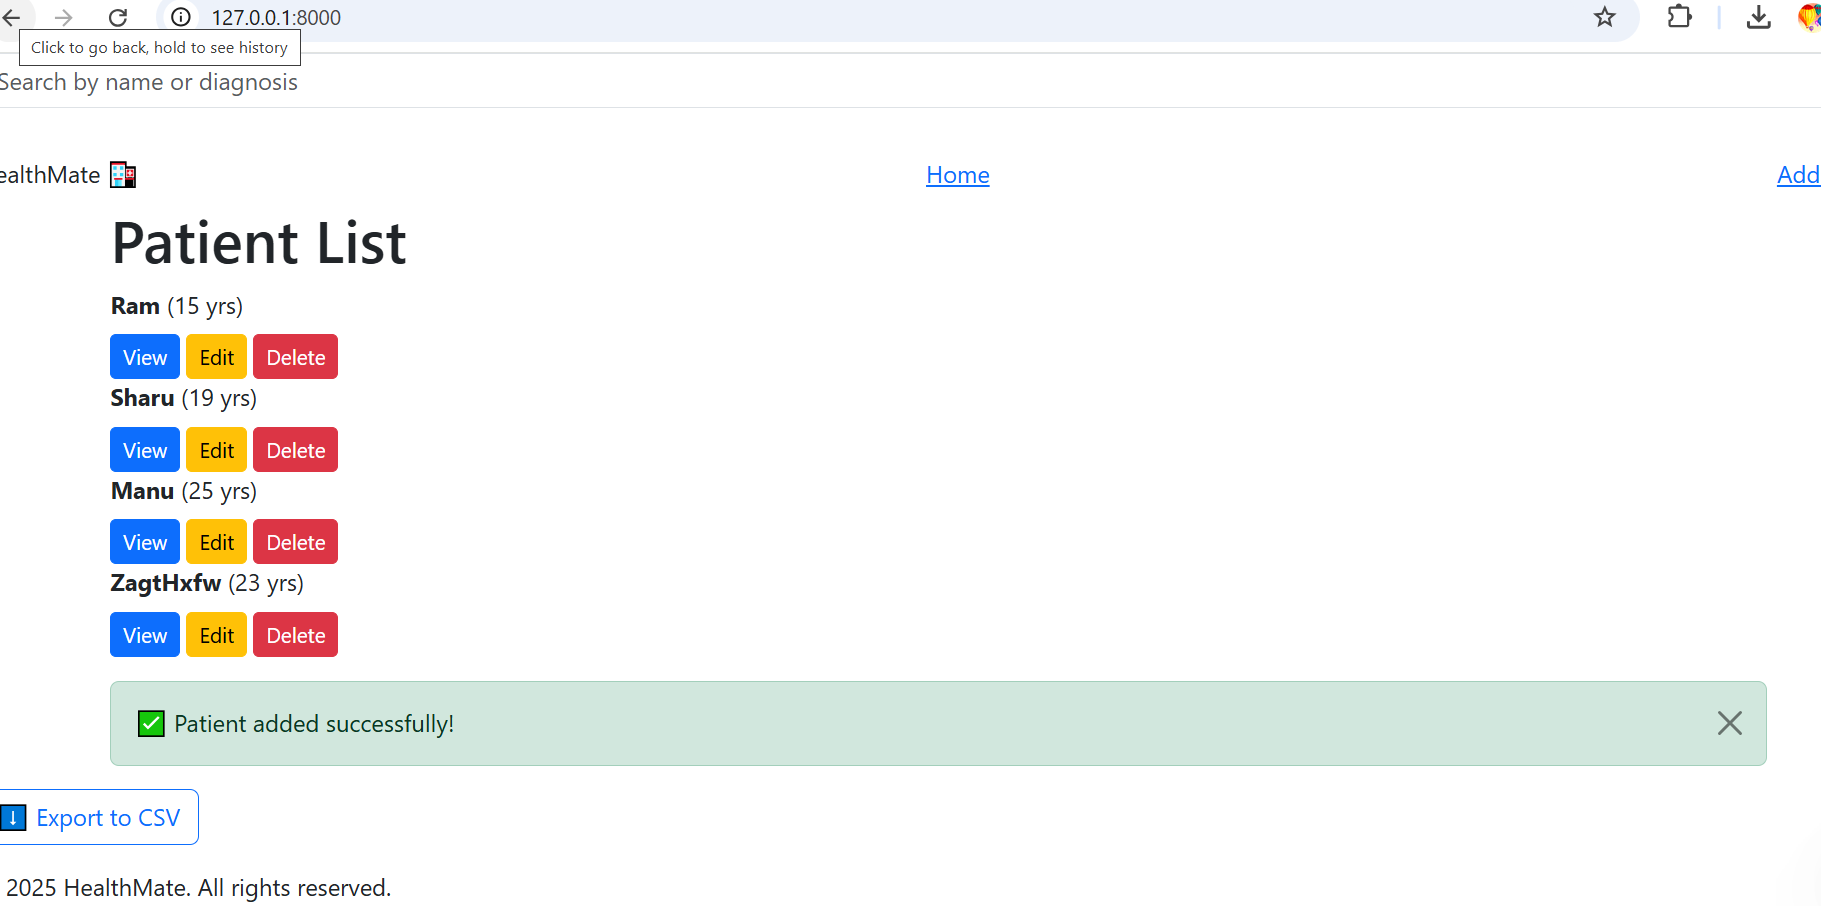 127.0.0.1:8000
Click to go back, hold to see history
Search by name or diagnosis
ealthMate Home Add
Patient List
Ram (15 yrs)
View Edit Delete
Sharu (19 yrs)
View Edit Delete
Manu (25 yrs)
View Edit Delete
ZagtHxfw (23 yrs)
View Edit Delete
Patient added successfully!
Export to CSV
2025 HealthMate. All rights reserved.